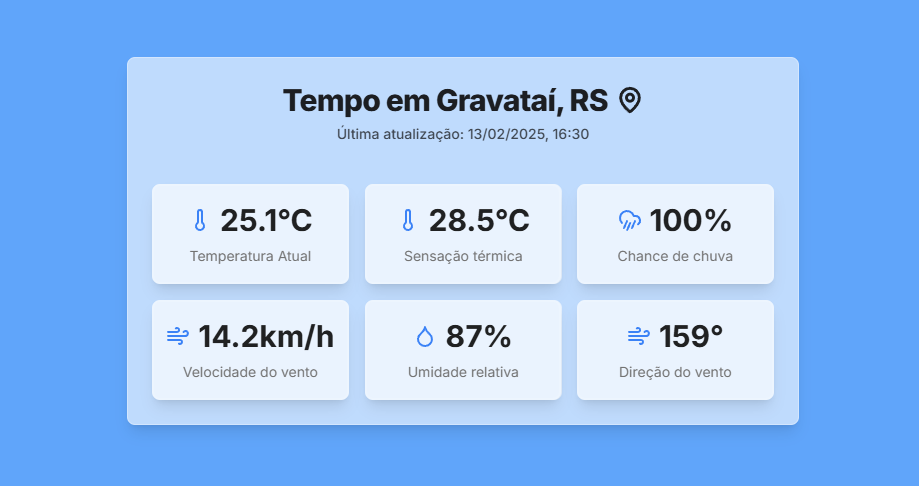 Tempo em Gravataí, RS
Última atualização: 13/02/2025, 16:30
25.1°C
Temperatura Atual
28.5°C
Sensação térmica
100%
Chance de chuva
14.2km/h
Velocidade do vento
87%
Umidade relativa
159°
Direção do vento